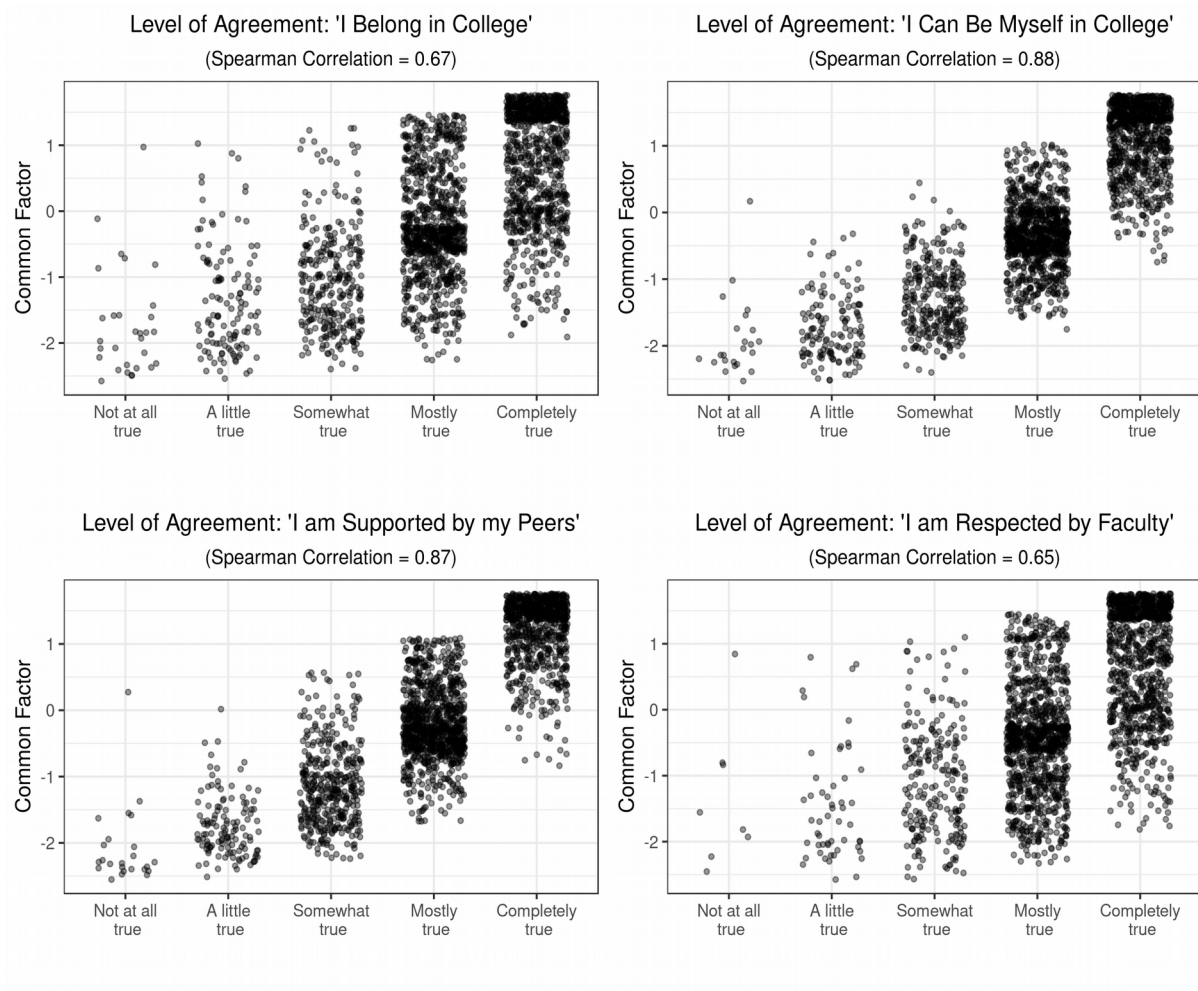 Level of Agreement: 'I Belong in College'
(Spearman Correlation = 0.67)
Common Factor
1
0
-1
-2
Not at all
true
A little
true
Somewhat
true
Mostly
true
Completely
true
Level of Agreement: 'I Can Be Myself in College'
(Spearman Correlation = 0.88)
Common Factor
1
0
-1
-2
Not at all
true
A little
true
Somewhat
true
Mostly
true
Completely
true
Level of Agreement: 'I am Supported by my Peers'
(Spearman Correlation = 0.87)
Common Factor
1
0
-1
-2
Not at all
true
A little
true
Somewhat
true
Mostly
true
Completely
true
Level of Agreement: 'I am Respected by Faculty'
(Spearman Correlation = 0.65)
Common Factor
1
0
-1
-2
Not at all
true
A little
true
Somewhat
true
Mostly
true
Completely
true